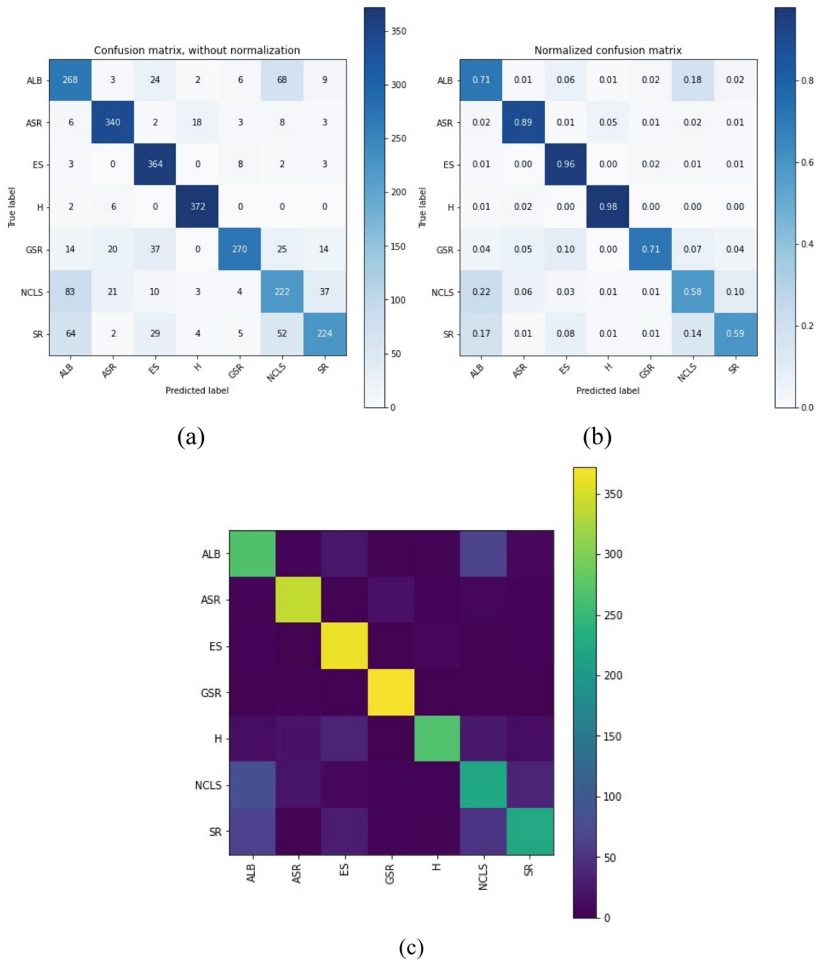 Confusion matrix, without normalization
True label
ALB 268 3 24 2 6 68 9
ASR 6 340 2 18 3 8 3
ES 3 0 364 0 8 2 3
H 2 6 0 372 0 0 0
GSR 14 20 37 0 270 25 14
NCLS 83 21 10 3 4 222 37
SR 64 2 29 4 5 52 224
ALB ASR ES H GSR NCLS SR
Predicted label
350
300
250
200
150
100
50
0
(a)
Normalized confusion matrix
True label
ALB 0.71 0.01 0.06 0.01 0.02 0.18 0.02
ASR 0.02 0.89 0.01 0.05 0.01 0.02 0.01
ES 0.01 0.00 0.96 0.00 0.02 0.01 0.01
H 0.01 0.02 0.00 0.98 0.00 0.00 0.00
GSR 0.04 0.05 0.10 0.00 0.71 0.07 0.04
NCLS 0.22 0.06 0.03 0.01 0.01 0.58 0.10
SR 0.17 0.01 0.08 0.01 0.01 0.14 0.59
ALB ASR ES H GSR NCLS SR
Predicted label
0.8
0.6
0.4
0.2
0.0
(b)
ALB
ASR
ES
GSR
H
NCLS
SR
ALB ASR ES GSR H NCLS SR
350
300
250
200
150
100
50
0
(c)